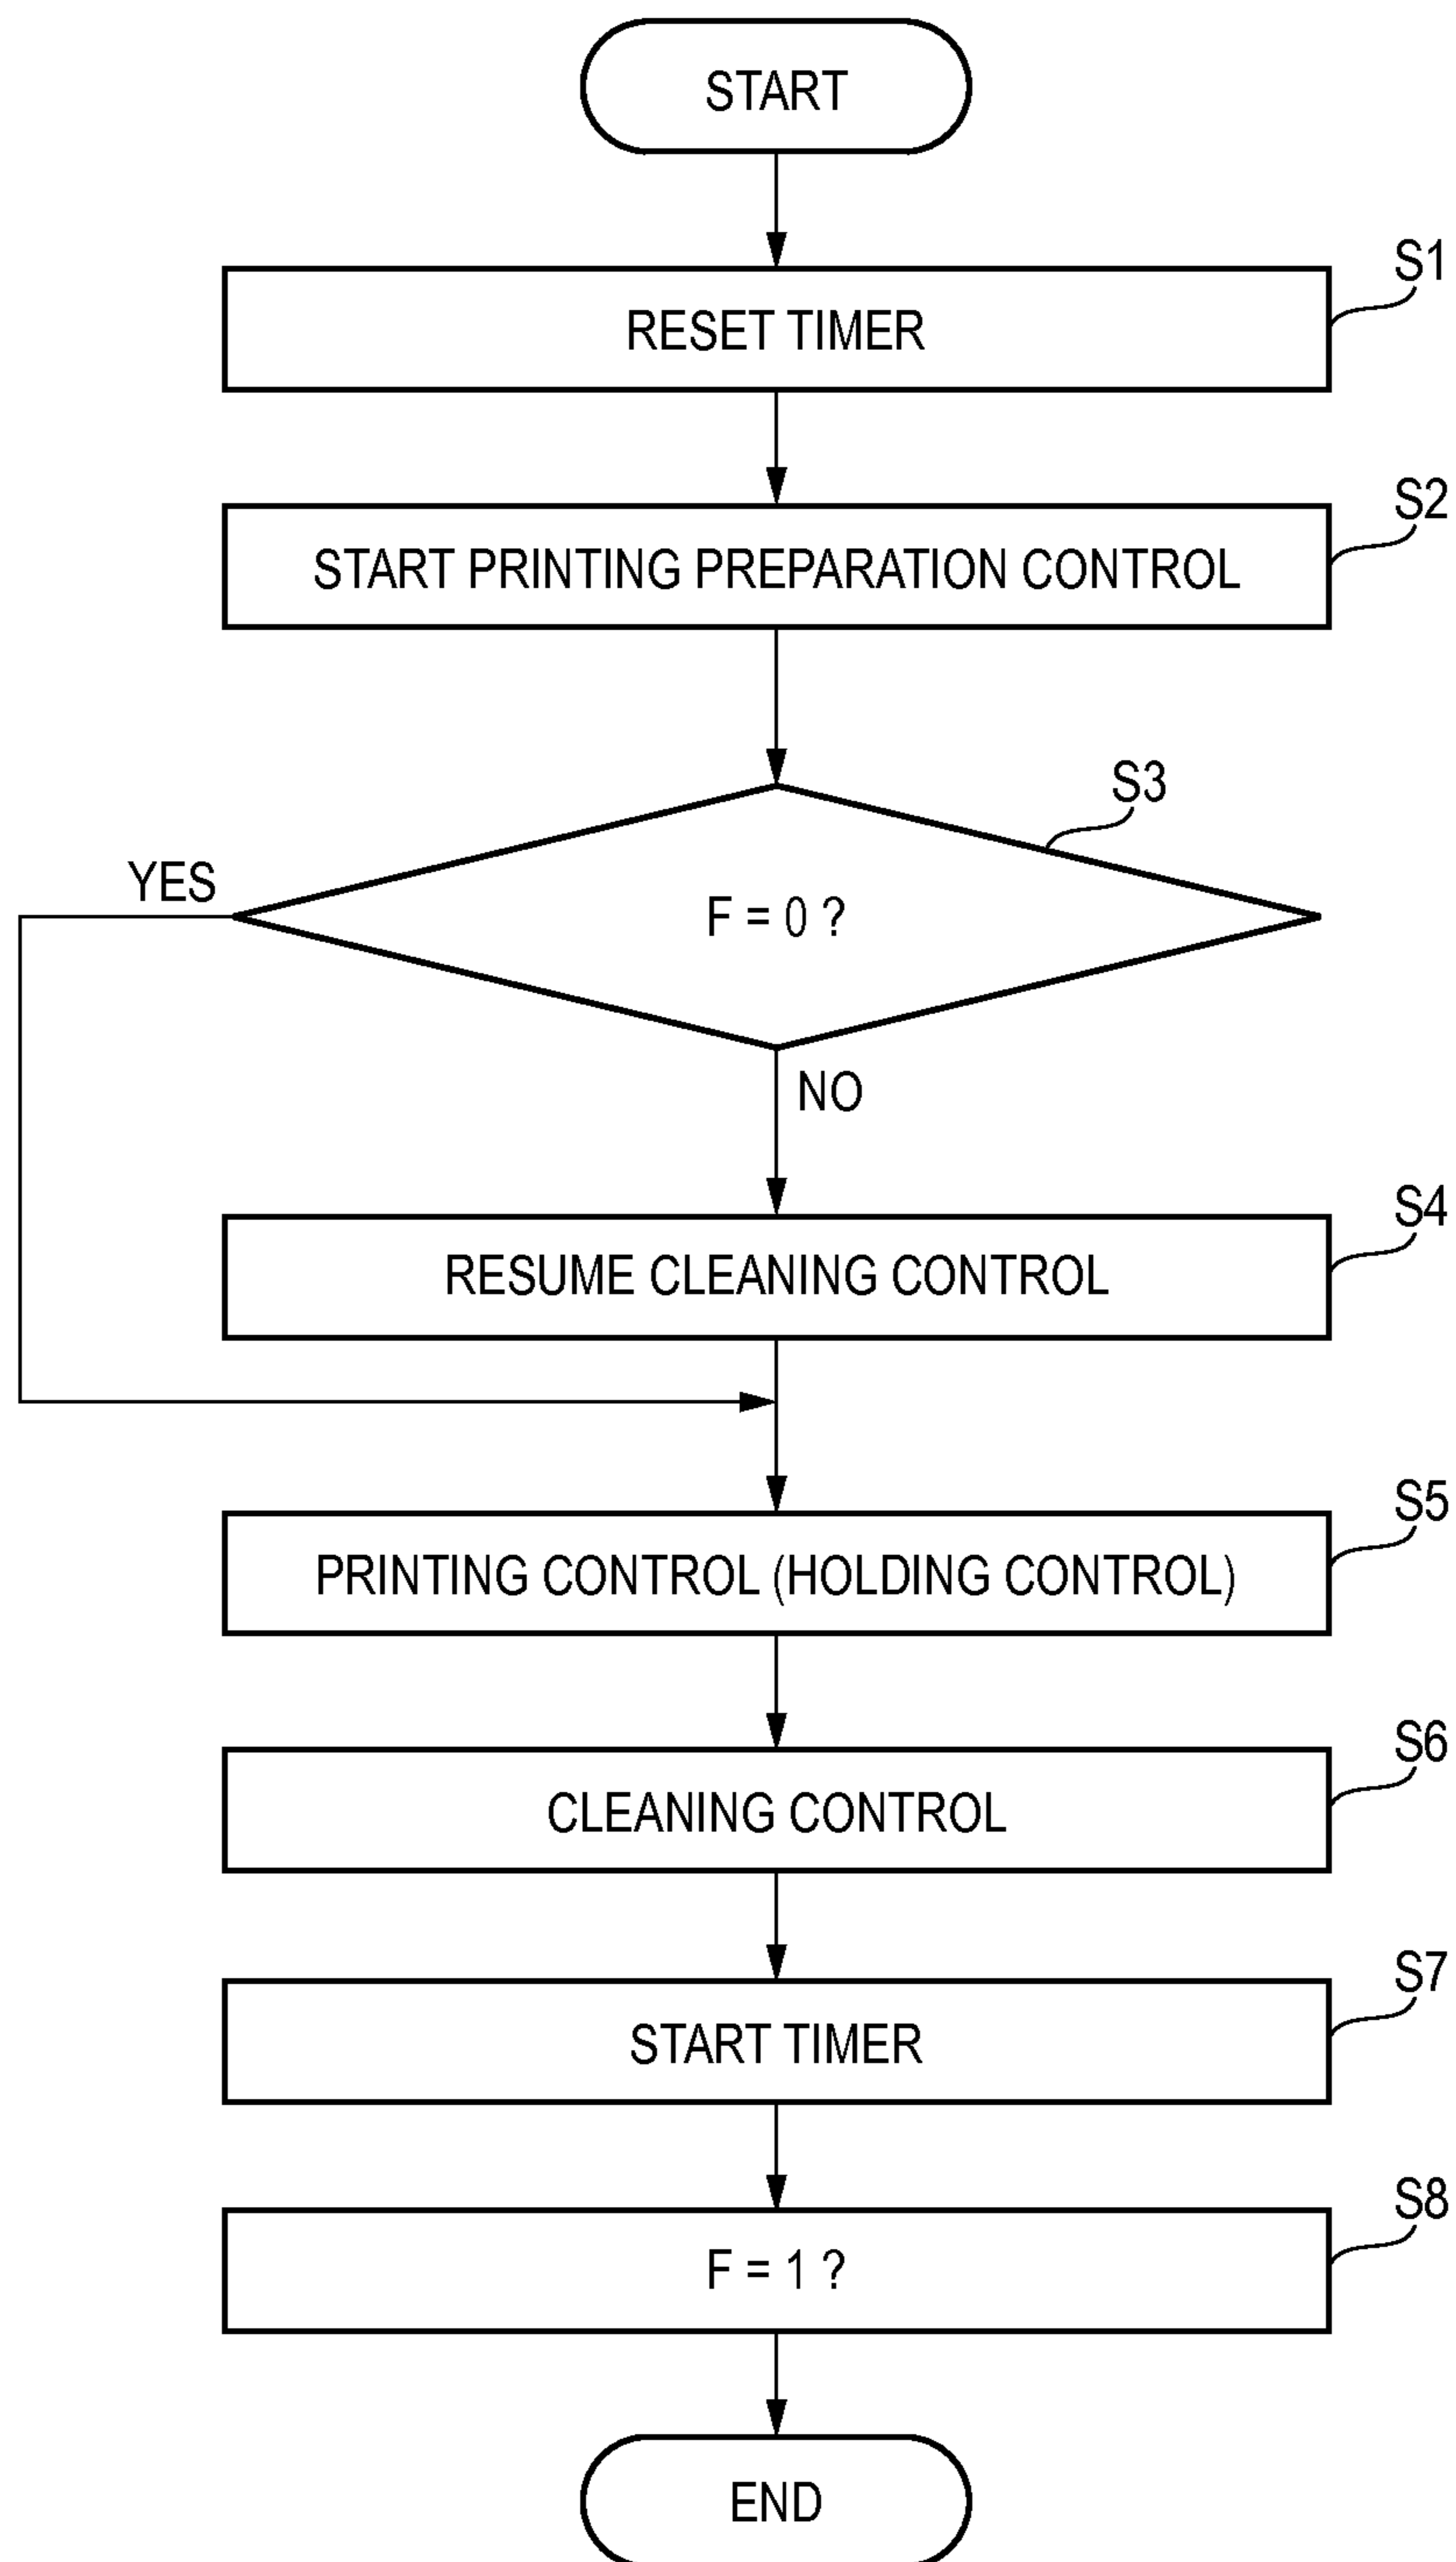 START
S1
RESET TIMER
S2
START PRINTING PREPARATION CONTROL
S3
YES
F = 0 ?
NO
S4
RESUME CLEANING CONTROL
S5
PRINTING CONTROL (HOLDING CONTROL)
S6
CLEANING CONTROL
S7
START TIMER
S8
F = 1 ?
END